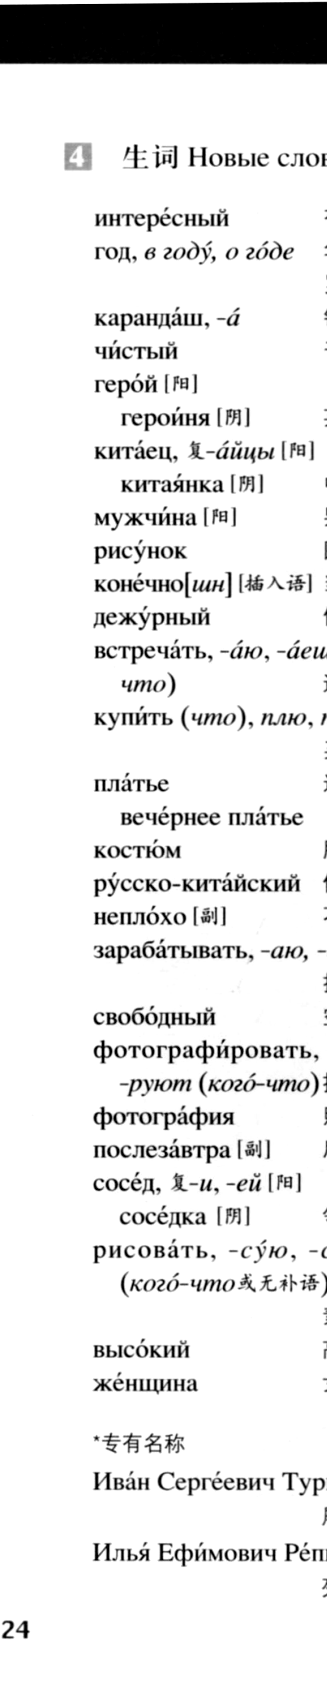 4 生词 Новые
интере́сный
год, в году́, о го́де
каранда́ш, -а́
чи́стый
геро́й [阳]
герои́ня [阴]
кита́ец, 复-а́йцы [阳]
китая́нка [阴]
мужчи́на [阳]
рису́нок
коне́чно[шн] [插入语]
дежу́рный
встреча́ть, -а́ю,
что)
купи́ть (что), плю,
пла́тье
вече́рнее пла́тье
костю́м
ру́сско-кита́йский
непло́хо [副]
зараба́тывать, -аю,
свобо́дный
фотографи́ровать,
-руют (кого́-что)
фотогра́фия
послеза́втра [副]
сосе́д, 复-и, -ей [阳]
сосе́дка [阴]
рисова́ть, -су́ю,
(кого́-что或无补语)
высо́кий
же́нщина
*专有名称
Ива́н Серге́евич
Илья́ Ефи́мович
24